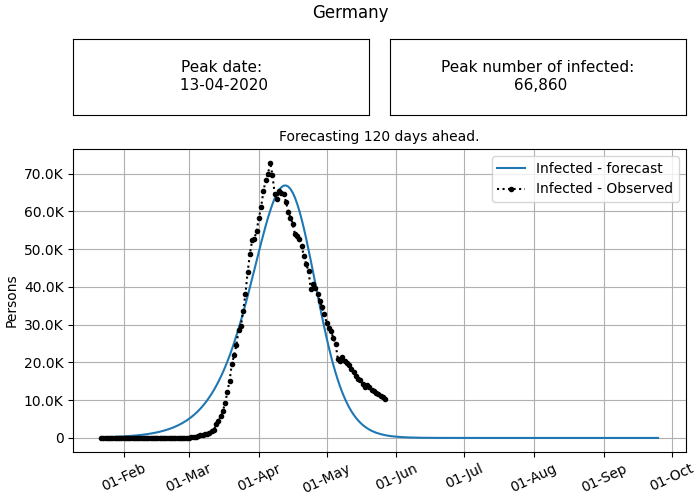 Germany
Peak date:
13-04-2020
Peak number of infected:
66,860
Forecasting 120 days ahead.
Infected - forecast
Infected - Observed
70.0K
60.0K
50.0K
40.0K
30.0K
20.0K
10.0K
0
Persons
01-Feb
01-Mar
01-Apr
01-May
01-Jun
01-Jul
01-Aug
01-Sep
01-Oct